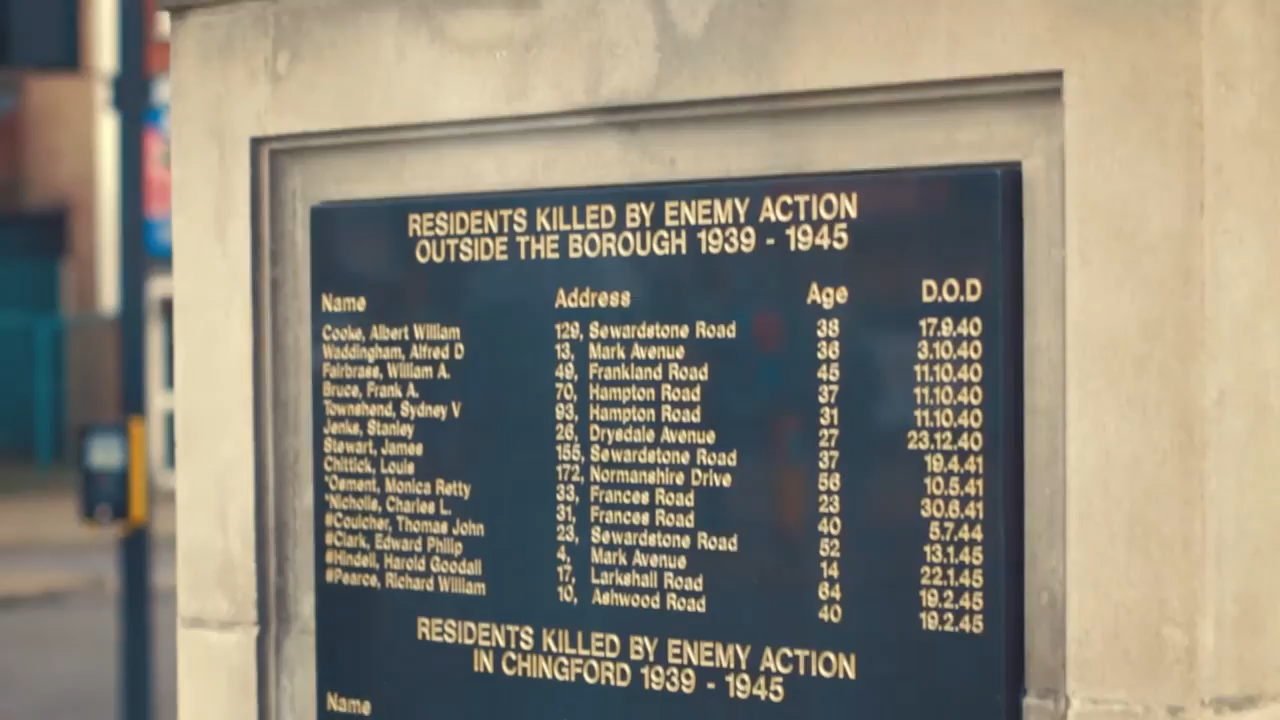 RESIDENTS KILLED BY ENEMY ACTION
OUTSIDE THE BOROUGH 1939 - 1945
Name Address Age D.O.D
Cooke, Albert William 129, Sewardstone Road 38 17.9.40
Waddingham, Alfred D 13, Mark Avenue 36 3.10.40
Fairbrass, William A. 49, Frankland Road 45 11.10.40
Bruce, Frank A. 70, Hampton Road 37 11.10.40
Townshend, Sydney V 93, Hampton Road 31 11.10.40
Jenks, Stanley 26, Drysdale Avenue 27 23.12.40
Stewart, James 155, Sewardstone Road 37 19.4.41
Chittick, Louis 172, Normanshire Drive 56 10.5.41
*Osment, Monica Retty 33, Frances Road 23 30.6.41
*Nicholls, Charles L. 31, Frances Road 40 5.7.44
#Coulcher, Thomas John 23, Sewardstone Road 52 13.1.45
#Clark, Edward Philip 4, Mark Avenue 14 22.1.45
#Hindell, Harold Goodall 17, Larkshall Road 64 19.2.45
#Pearce, Richard William 10, Ashwood Road 40 19.2.45
RESIDENTS KILLED BY ENEMY ACTION
IN CHINGFORD 1939 - 1945
Name